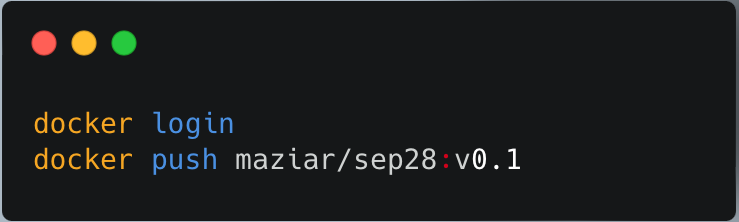 docker login
docker push maziar/sep28:v0.1